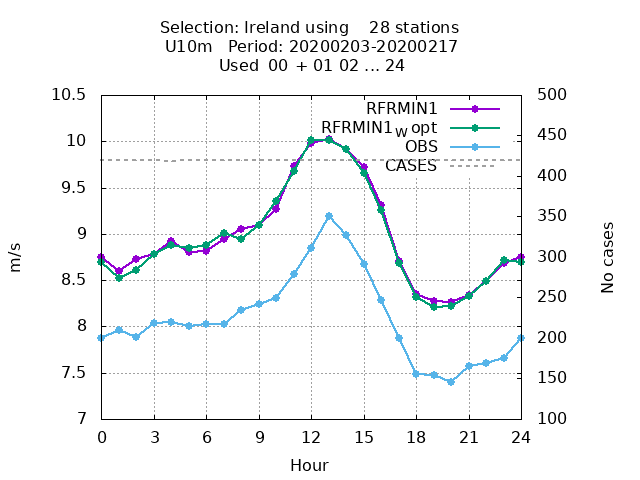 Selection: Ireland using    28 stations
U10m   Period: 20200203-20200217
Used  00  + 01 02 ... 24
10.5
10
9.5
9
8.5
8
7.5
7
500
450
400
350
300
250
200
150
100
RFRMIN1
RFRMIN1w opt
OBS
CASES
m/s
No cases
0 3 6 9 12 15 18 21 24
Hour